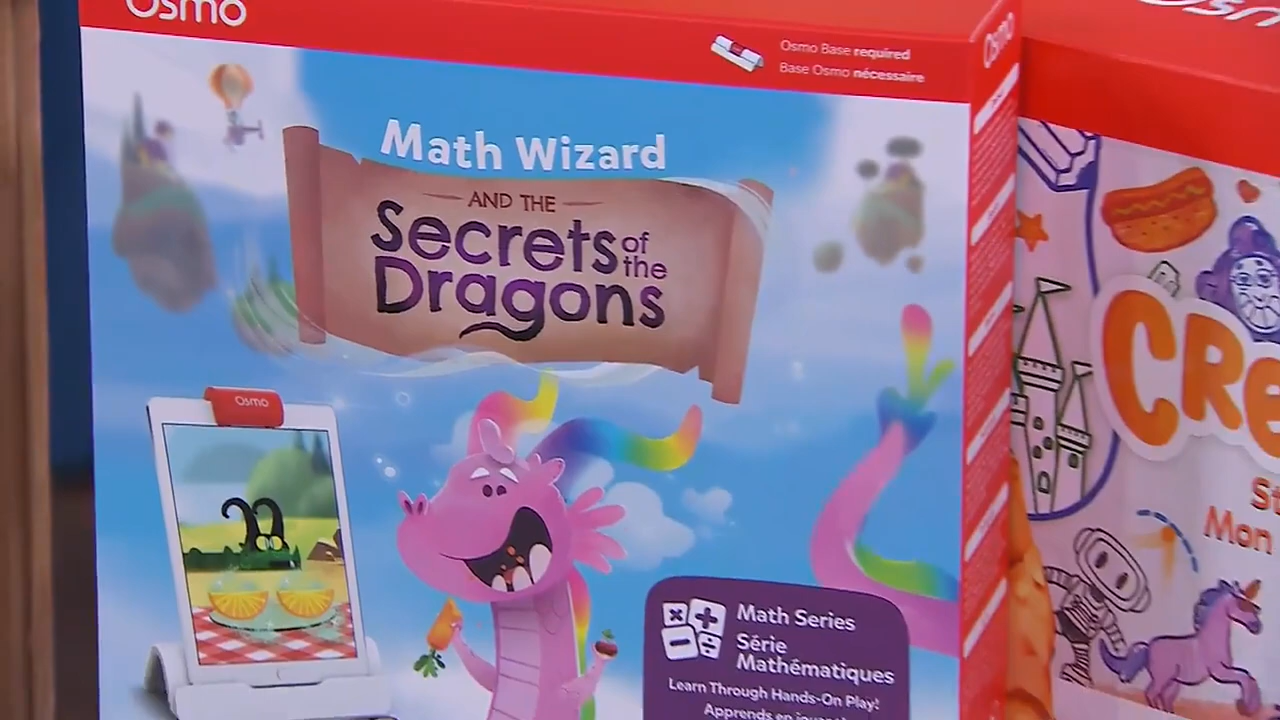 Osmo
Osmo Base required
Base Osmo nécessaire
Math Wizard
AND THE
Secrets of the
Dragons
Osmo
Math Series
Série
Mathématiques
Learn Through Hands-On Play!
Osmo
Osmo
CRe
Mon